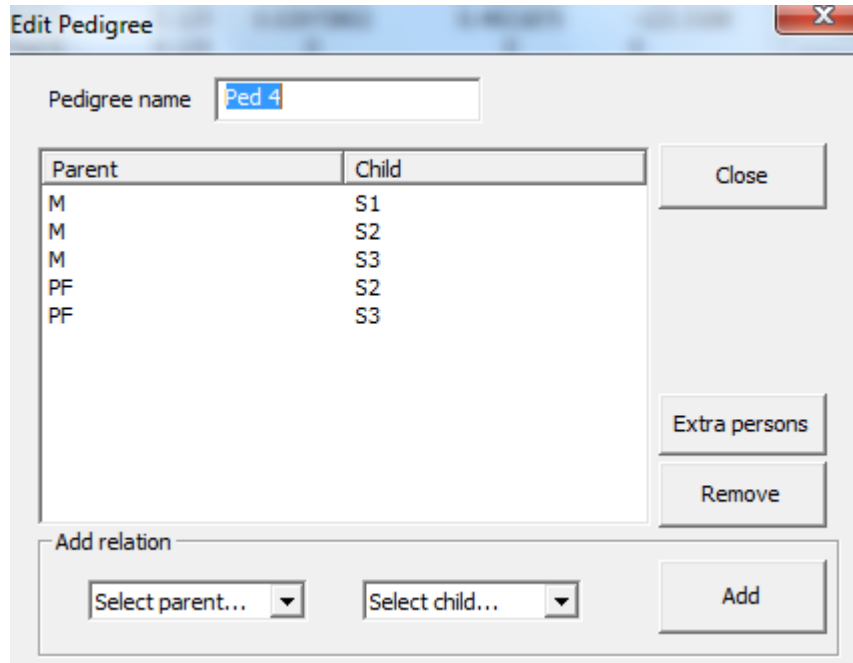 Edit Pedigree
Pedigree name Ped 4
Parent Child
Close
M S1
M S2
M S3
PF S2
PF S3
Extra persons
Remove
Add relation
Select parent... Select child... Add